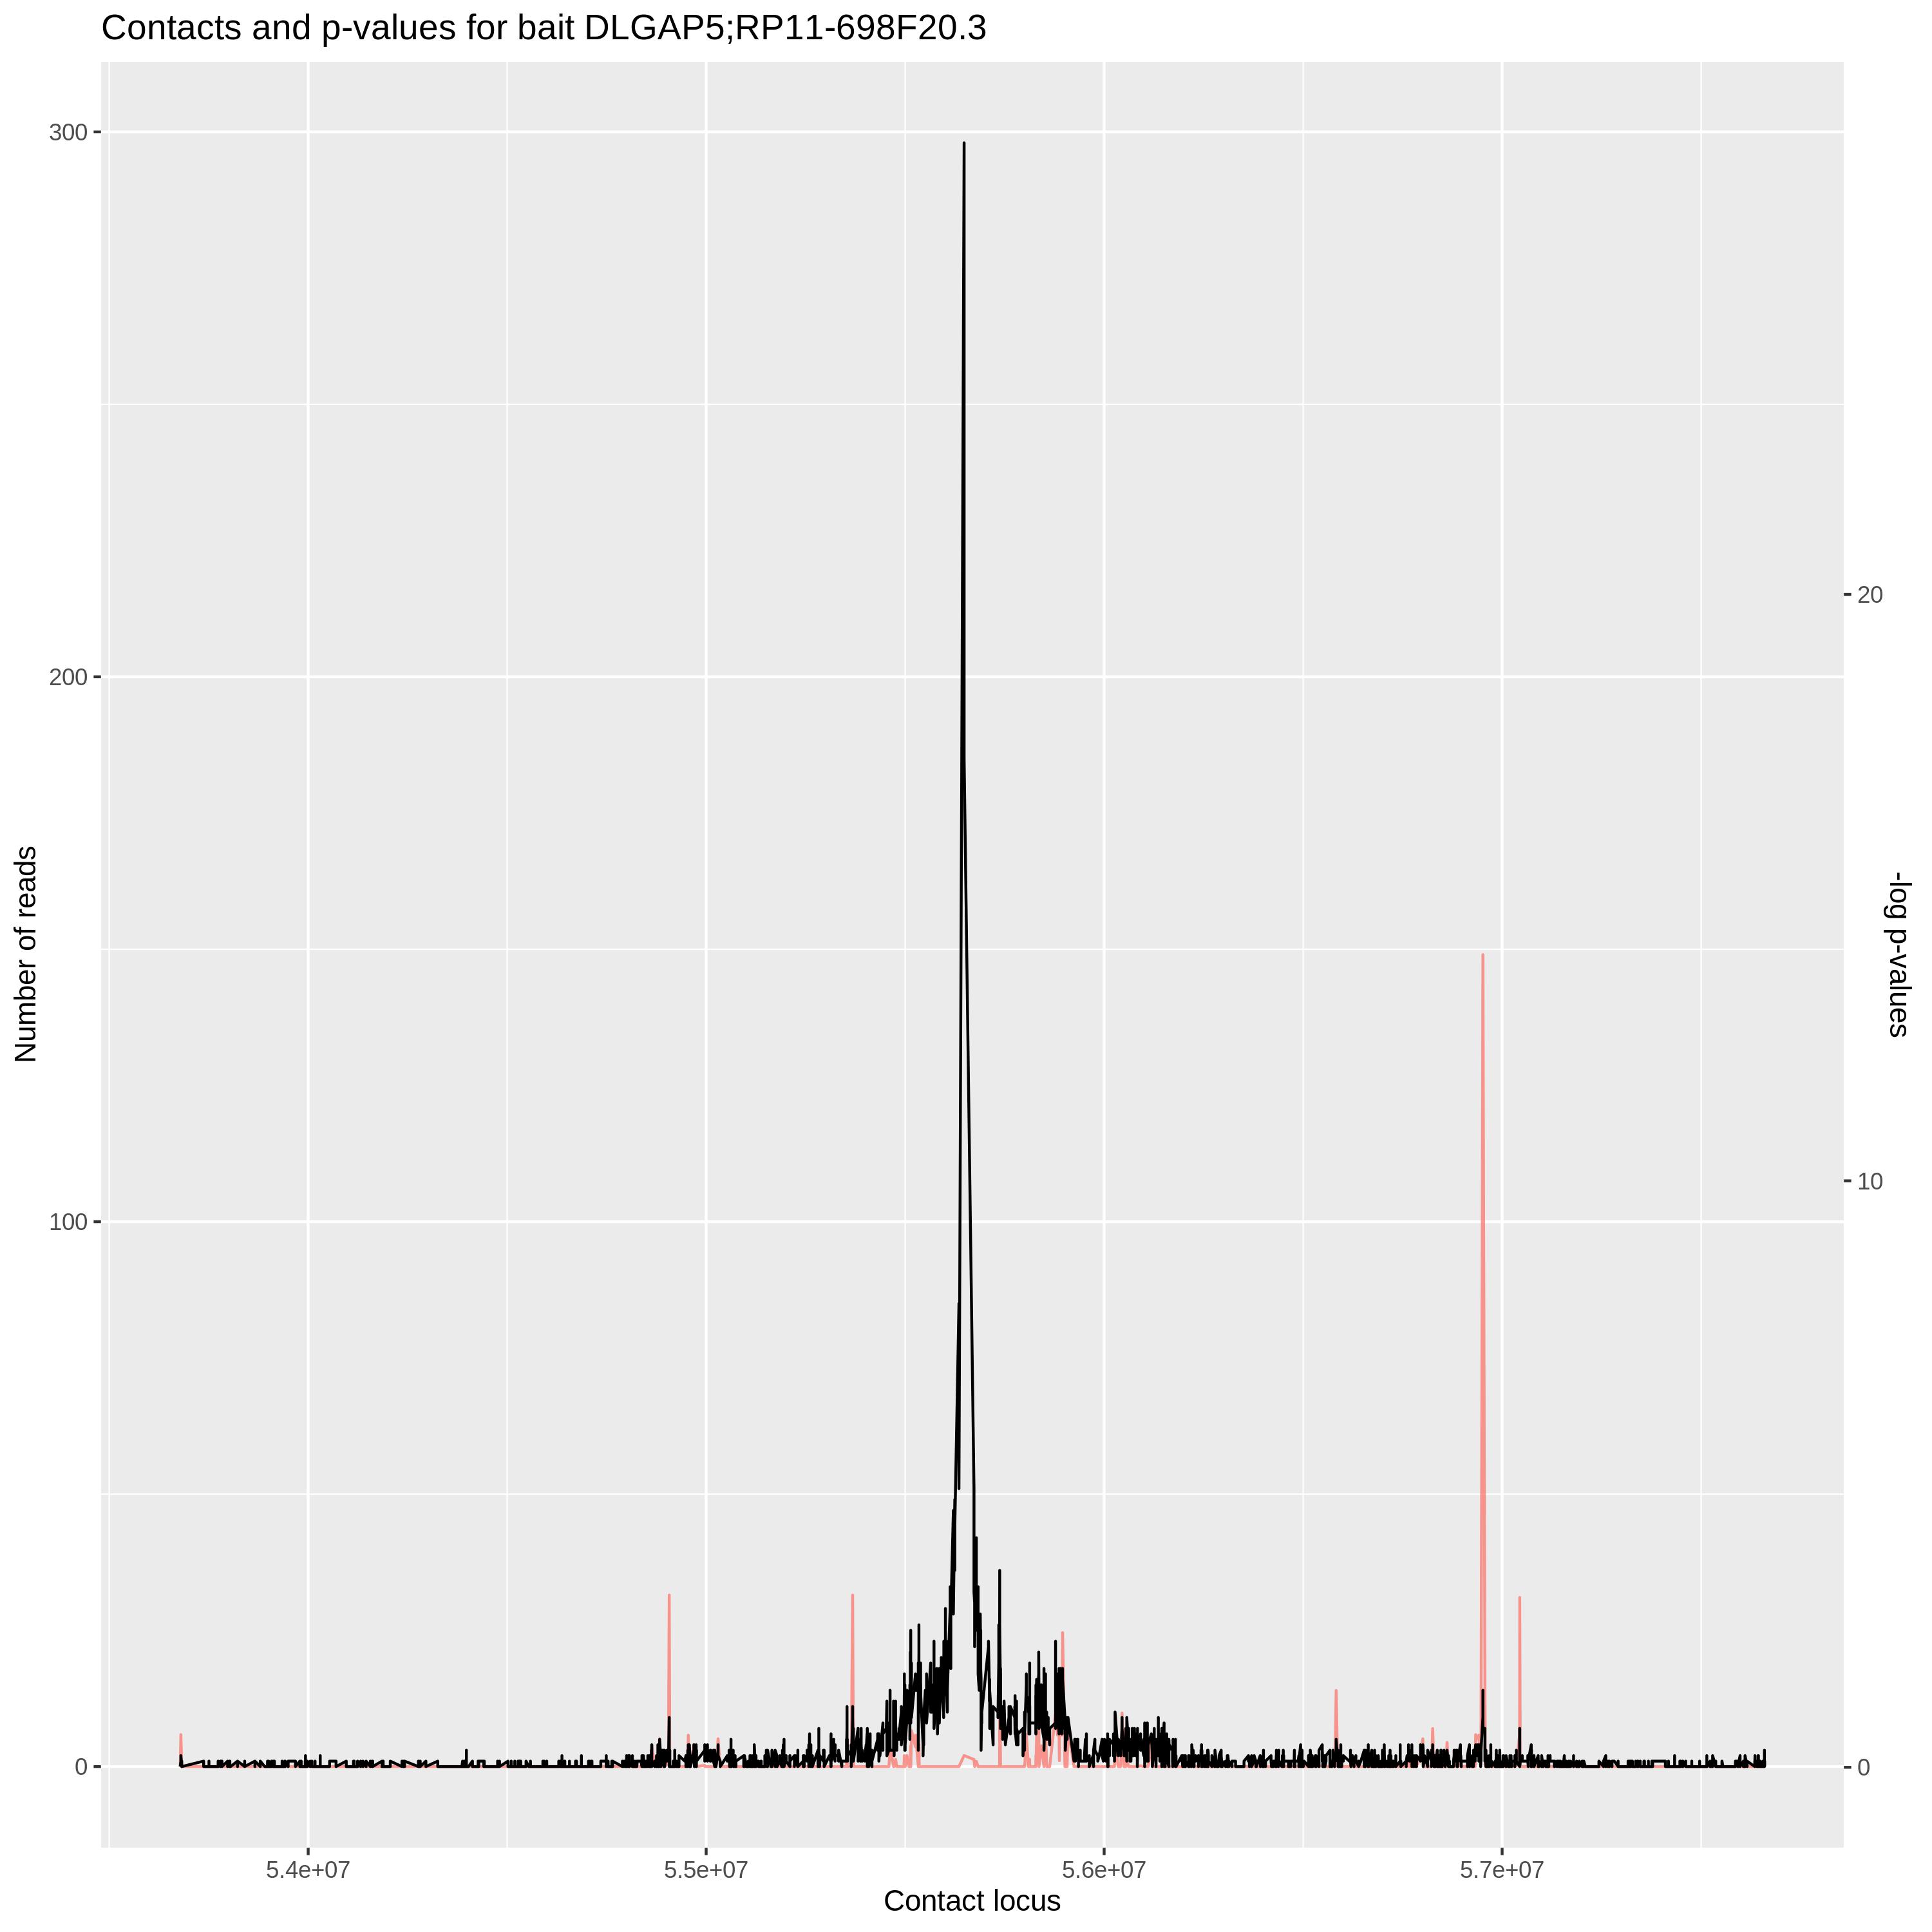 Contacts and p-values for bait DLGAP5;RP11-698F20.3
300
200
100
0
Number of reads
20
10
0
-log p-values
5.4e+07
5.5e+07
5.6e+07
5.7e+07
Contact locus